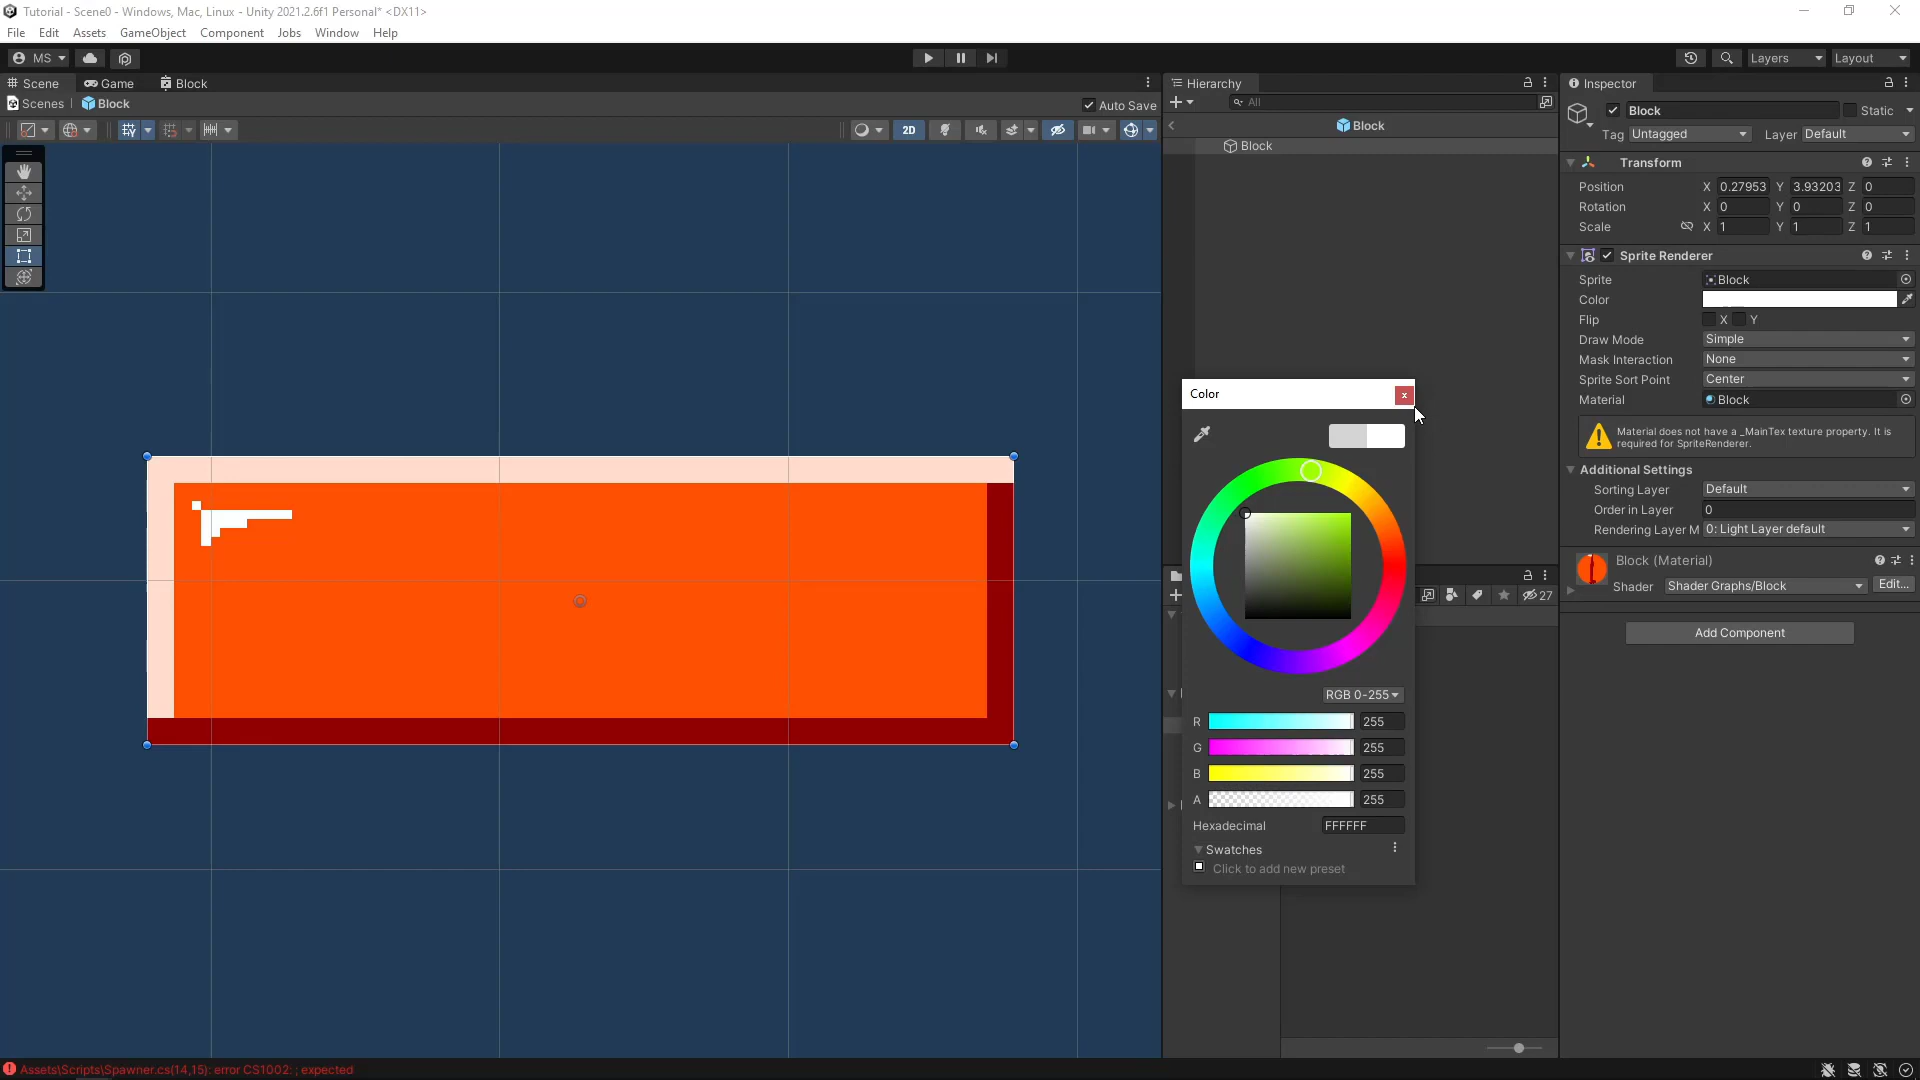 Tutorial - Scene0 - Windows, Mac, Linux - Unity 2021.2.6f1 Personal* <DX11>
File Edit Assets GameObject Component Jobs Window Help
MS Layers Layout
Scene Game Block
Scenes Block Auto Save
2D
Hierarchy
All
Block
Block
Inspector
Block Static
Tag Untagged Layer Default
Transform
Position X 0.27953 Y 3.93203 Z 0
Rotation X 0 Y 0 Z 0
Scale X 1 Y 1 Z 1
Sprite Renderer
Sprite Block
Color
Flip X Y
Draw Mode Simple
Mask Interaction None
Sprite Sort Point Center
Material Block
Material does not have a _MainTex texture property. It is
required for SpriteRenderer.
Additional Settings
Sorting Layer Default
Order in Layer 0
Rendering Layer M 0: Light Layer default
Block (Material)
Shader Shader Graphs/Block Edit...
Add Component
27
Color x
RGB 0-255
R 255
G 255
B 255
A 255
Hexadecimal FFFFFF
Swatches
Click to add new preset
Assets\Scripts\Spawner.cs(14,15): error CS1002: ; expected